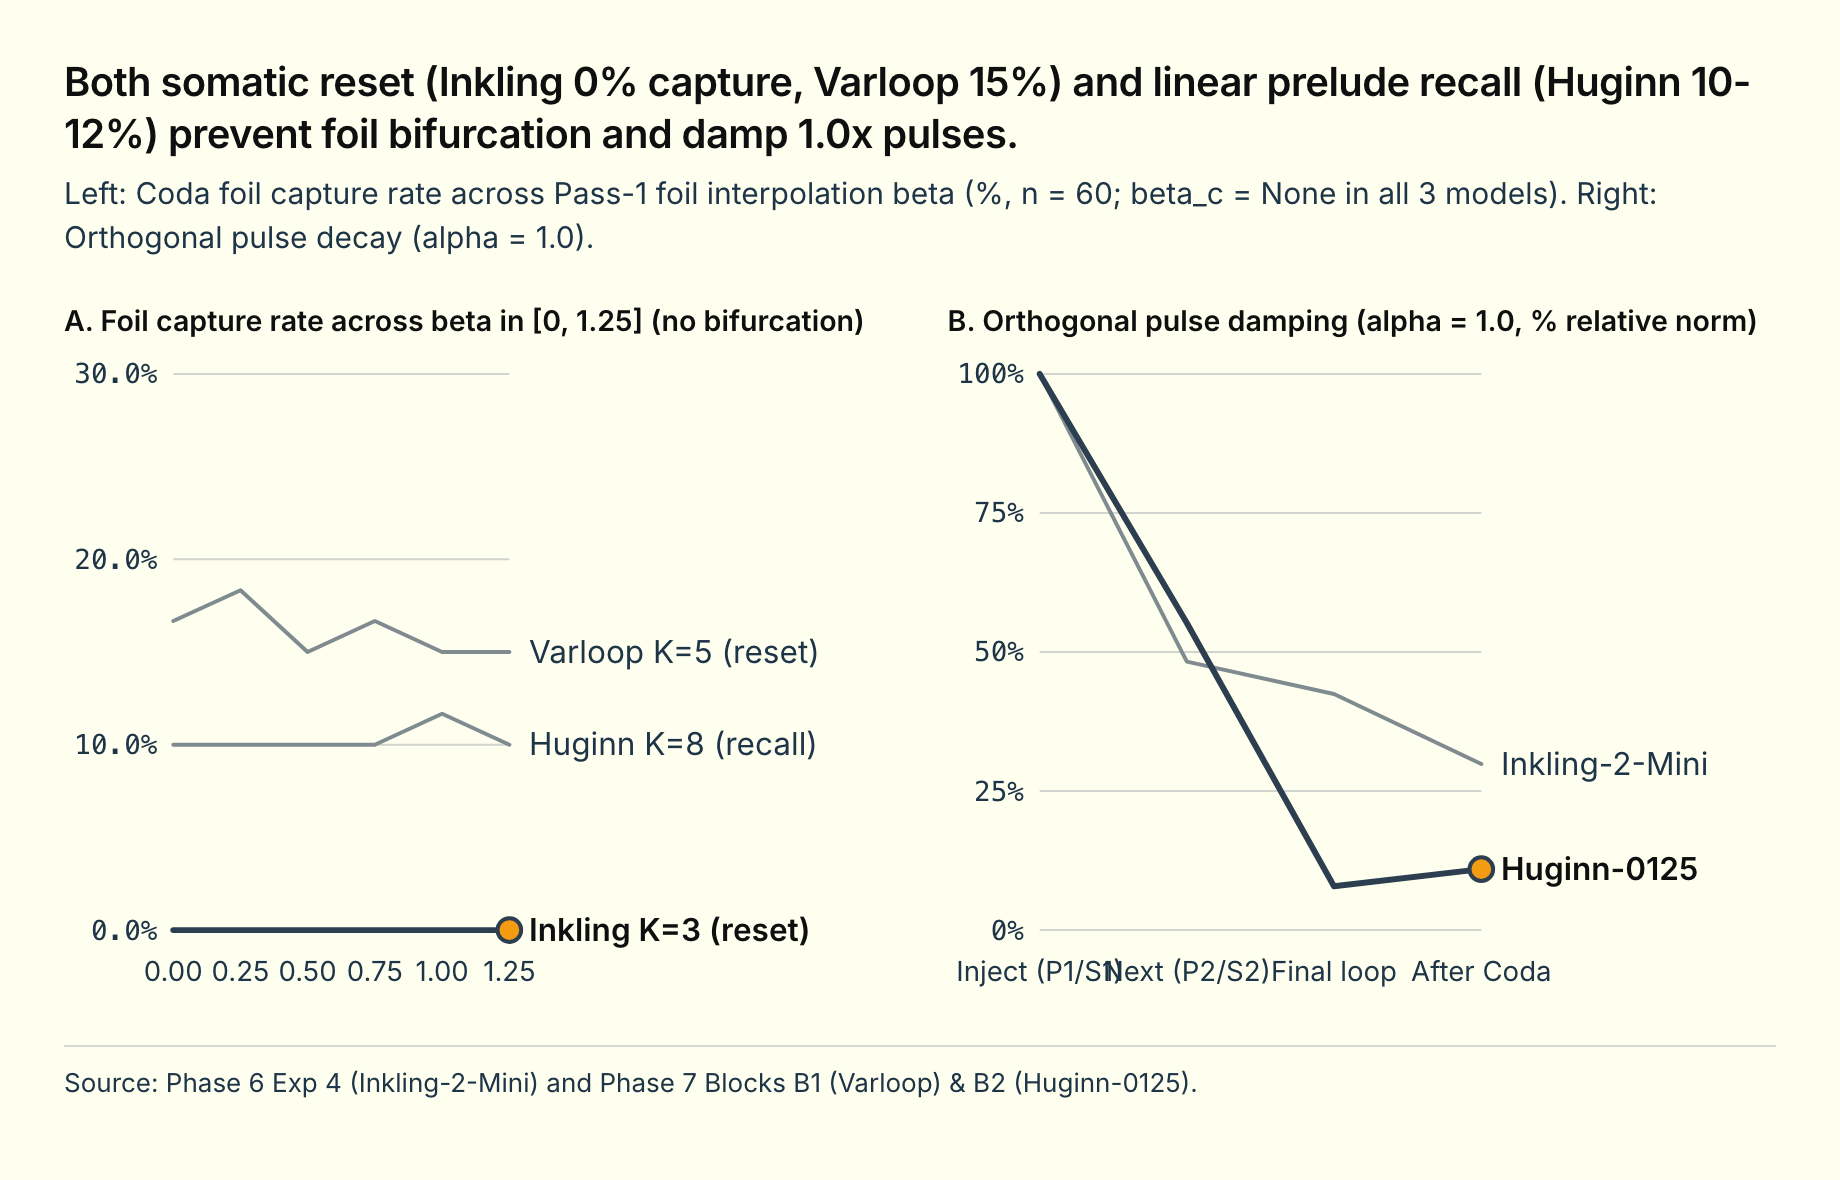 Both somatic reset (Inkling 0% capture, Varloop 15%) and linear prelude recall (Huginn 10-
12%) prevent foil bifurcation and damp 1.0x pulses.
Left: Coda foil capture rate across Pass-1 foil interpolation beta (%, n = 60; beta_c = None in all 3 models). Right:
Orthogonal pulse decay (alpha = 1.0).
A. Foil capture rate across beta in [0, 1.25] (no bifurcation)
30.0%
20.0%
Varloop K=5 (reset)
10.0%
Huginn K=8 (recall)
0.0%
Inkling K=3 (reset)
0.00 0.25 0.50 0.75 1.00 1.25
B. Orthogonal pulse damping (alpha = 1.0, % relative norm)
100%
75%
50%
Inkling-2-Mini
25%
Huginn-0125
0%
Inject (P1/S1) Next (P2/S2) Final loop After Coda
Source: Phase 6 Exp 4 (Inkling-2-Mini) and Phase 7 Blocks B1 (Varloop) & B2 (Huginn-0125).